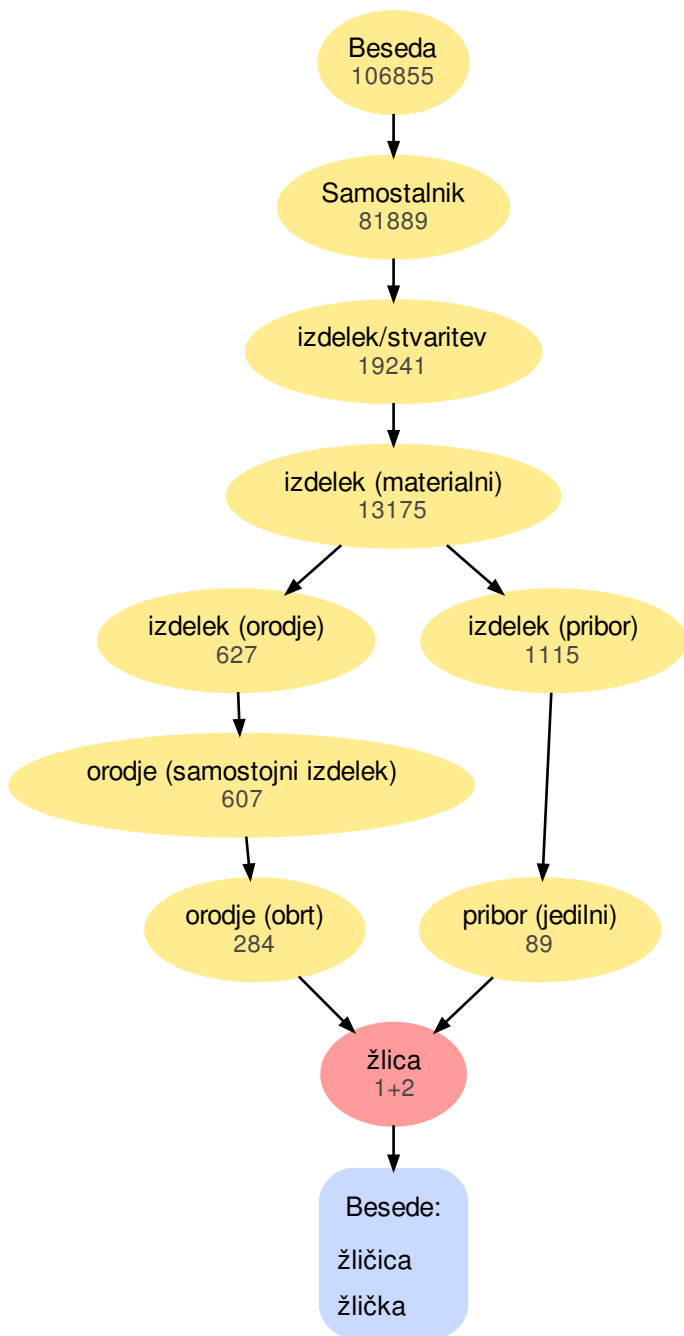 Beseda
106855
Samostalnik
81889
izdelek/stvaritev
19241
izdelek (materialni)
13175
izdelek (orodje)
627
izdelek (pribor)
1115
orodje (samostojni izdelek)
607
orodje (obrt)
284
pribor (jedilni)
89
žlica
1+2
Besede:
žličica
žlička